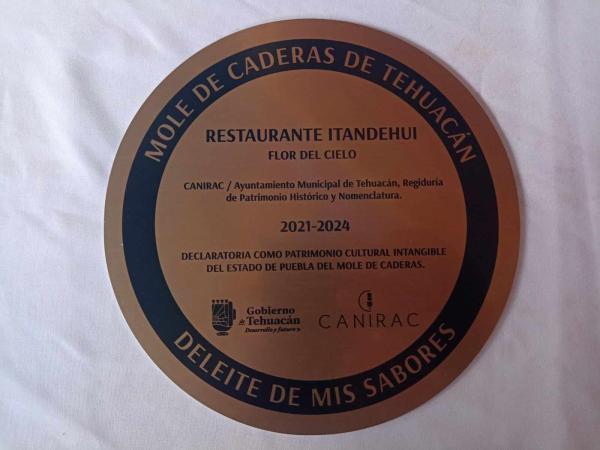 MOLE DE CADERAS DE TEHUACÁN
RESTAURANTE ITANDEHUI
FLOR DEL CIELO
CANIRAC / Ayuntamiento Municipal de Tehuacán, Regiduría
de Patrimonio Histórico y Nomenclatura.
2021-2024
DECLARATORIA COMO PATRIMONIO CULTURAL INTANGIBLE
DEL ESTADO DE PUEBLA DEL MOLE DE CADERAS.
Gobierno
de Tehuacán
Desarrollo y futuro
CANIRAC
DELEITE DE MIS SABORES